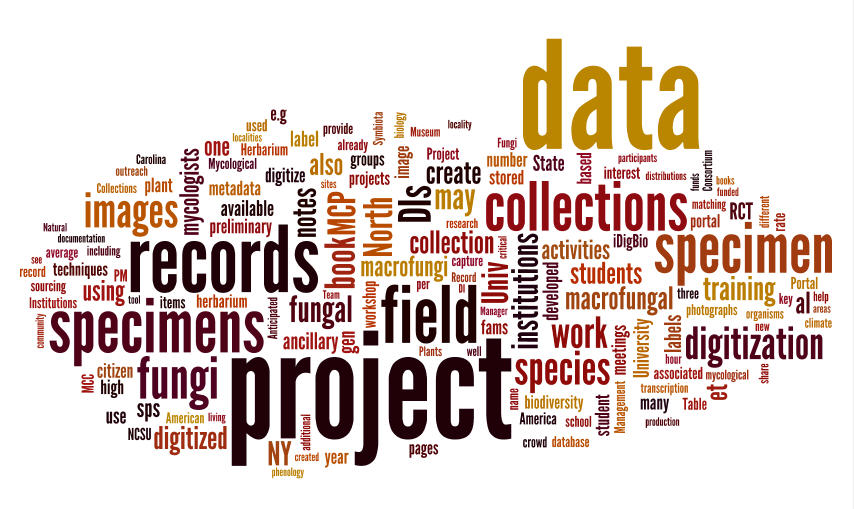 data
e.g
used
localities
Herbarium
label
provide
already
Symbiota
biology
Museum
locality
Carolina
outreach
Collections
plant
mycologists
one
Mycological
metadata
digitize
also
groups
projects
sites
image
Project
create
Fungi
number
stored
State
based
participants
interest
distributions
funds
Consortium
books
funded
images
available
preliminary
notes
book
MCP
North
DIs
may
research
collections
matching
portal
RCT
different
rate
Natural
documentation
average
including
see
record
techniques
PM
sourcing
using
Institutions
tool
items
herbarium
records
macrofungi
collection
capture
Record
DI
critical
Univ
institutions
activities
iDigBio
developed
students
macrofungal
specimen
three
training
photographs
organisms
key
Portal
al
help
areas
climate
new
community
specimens
Anticipated
fungal
Team
ancillary
gen
workshop
field
per
Manager
fams
Plants
well
work
species
meetings
University
labels
hour
digitization
associated
mycological
et
share
MCC
citizen
high
fungi
project
name
biodiversity
student
Management
transcription
many
Table
production
use
sps
American
living
NCSU
digitized
NY
created
additional
year
phenology
pages
America
school
crowd
database